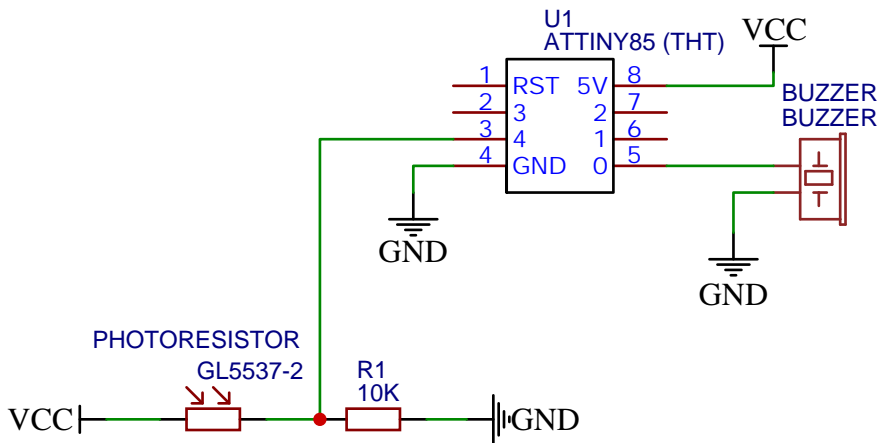 U1
ATTINY85 (THT)
VCC
1 RST 5V 8
2 3 2 7
3 4 1 6
4 GND 0 5
BUZZER
BUZZER
GND
GND
PHOTORESISTOR
GL5537-2
R1
10K
VCC
GND